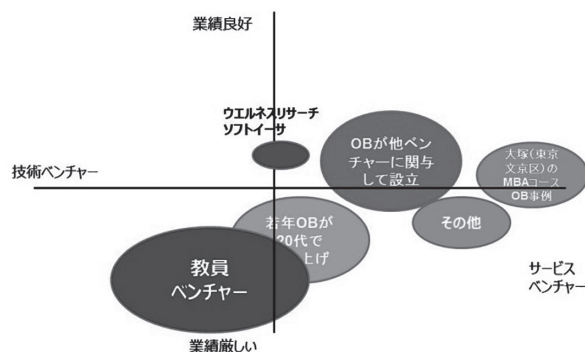 業績良好
ウエルネスリサーチ
ソフトイーサ
OBが他ベン
チャーに関与
して設立
大塚(東京
文京区)の
MBAコース
OB事例
技術ベンチャー
若年OBが
20代で
上げ
その他
教員
ベンチャー
サービス
ベンチャー
業績厳しい